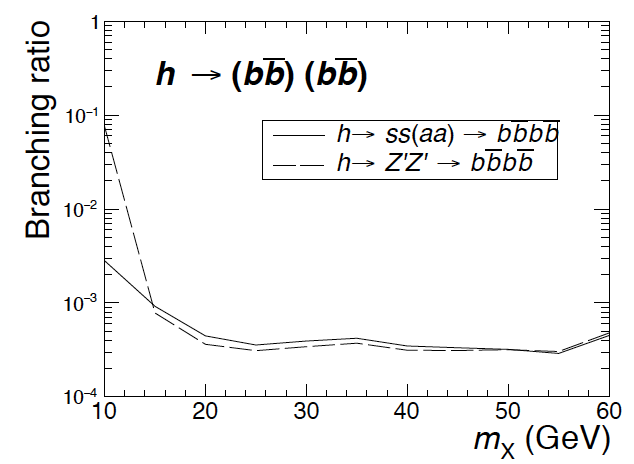 h → (bb̅) (bb̅)
h→ ss(aa) → bb̅bb̅
h→ Z'Z' → bb̅bb̅
Branching ratio
1
10⁻¹
10⁻²
10⁻³
10⁻⁴
10 20 30 40 50 60
mX (GeV)